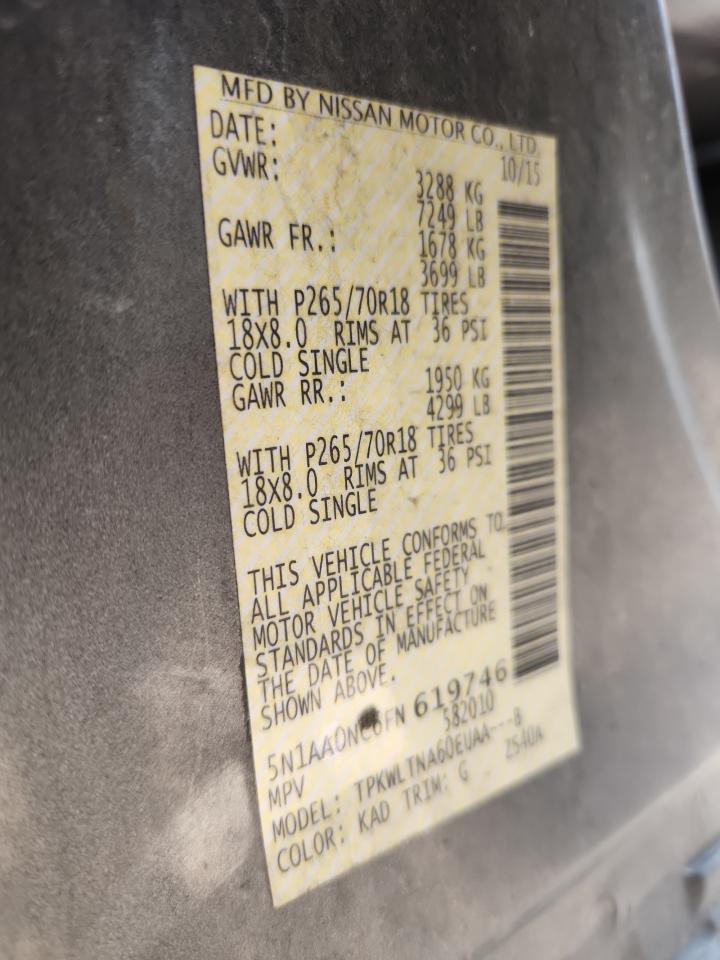 MFD BY NISSAN MOTOR CO., LTD.
DATE: 10/15
GVWR: 3288 KG
7249 LB
GAWR FR.: 1678 KG
3699 LB
WITH P265/70R18 TIRES
18X8.0 RIMS AT 36 PSI
COLD SINGLE
GAWR RR.: 1950 KG
4299 LB
WITH P265/70R18 TIRES
18X8.0 RIMS AT 36 PSI
COLD SINGLE
THIS VEHICLE CONFORMS TO
ALL APPLICABLE FEDERAL
MOTOR VEHICLE SAFETY
STANDARDS IN EFFECT ON
THE DATE OF MANUFACTURE
SHOWN ABOVE.
5N1AA0NC6FN 619746
MPV 582010
MODEL: TPKWLTNA60EUAA---B
COLOR: KAD TRIM: G 2S40A